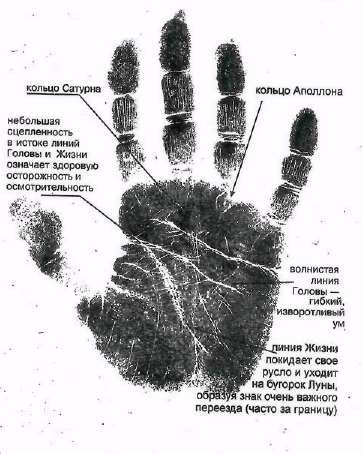 кольцо Сатурна
кольцо Аполлона
небольшая
сцепленность
в истоке линий
Головы и Жизни
означает здоровую
осторожность и
осмотрительность
волнистая
линия
Головы —
гибкий,
изворотливый
ум
линия Жизни
покидает свое
русло и уходит
на бугорок Луны,
образуя знак очень важного
переезда (часто за границу)